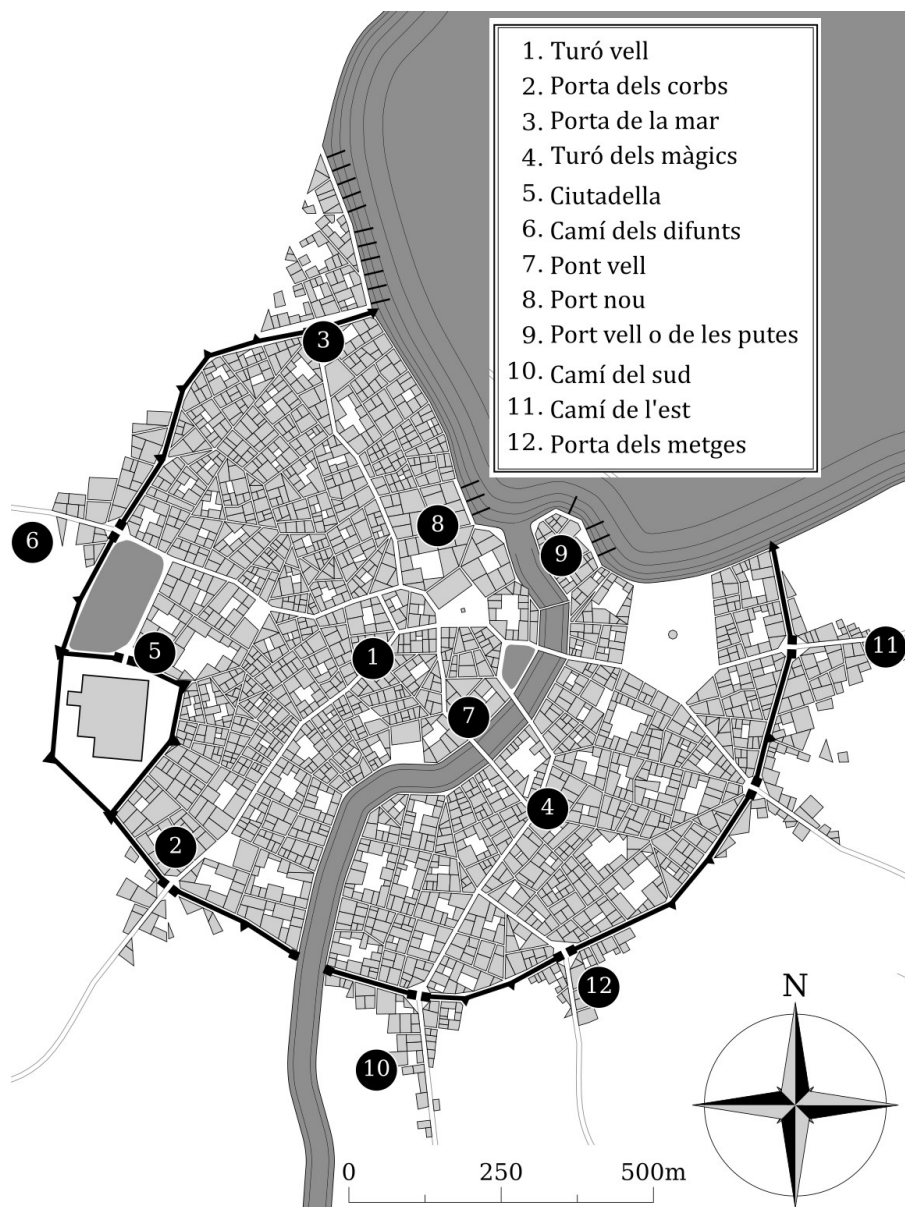 1. Turó vell
2. Porta dels corbs
3. Porta de la mar
4. Turó dels màgics
5. Ciutadella
6. Camí dels difunts
7. Pont vell
8. Port nou
9. Port vell o de les putes
10. Camí del sud
11. Camí de l'est
12. Porta dels metges
3
8
6
9
5
1
11
7
4
2
12
N
10
0 250 500m